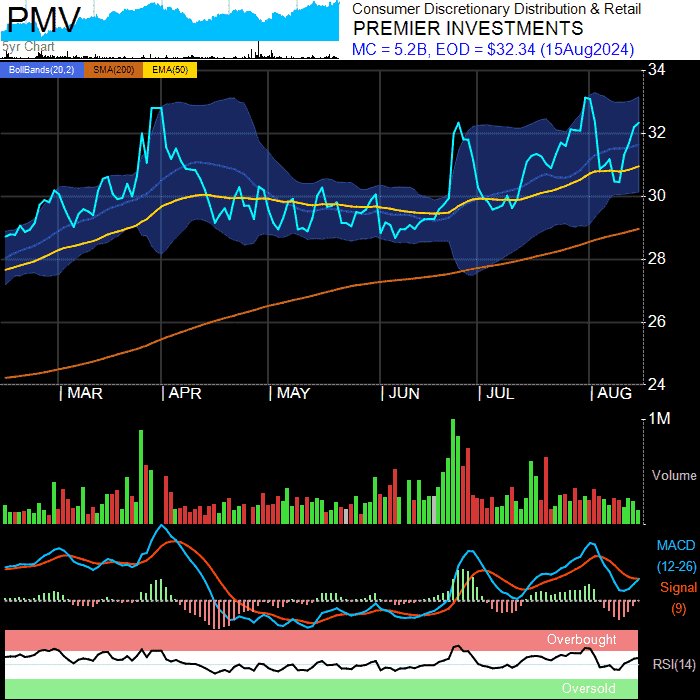 PMV
5yr Chart
Consumer Discretionary Distribution & Retail
PREMIER INVESTMENTS
MC = 5.2B, EOD = $32.34 (15Aug2024)
BollBands(20,2) SMA(200) EMA(50)
34
32
30
28
26
24
MAR APR MAY JUN JUL AUG
1M
Volume
MACD
(12-26)
Signal
(9)
Overbought
RSI(14)
Oversold